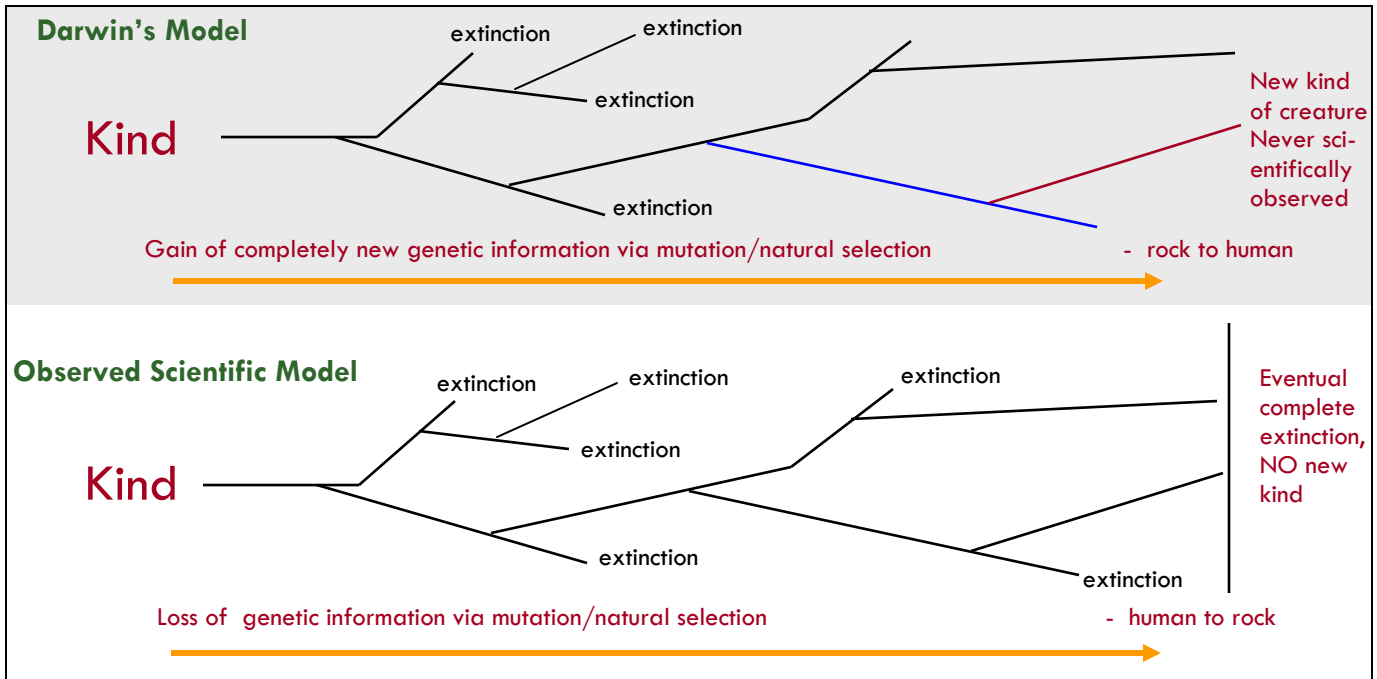 Darwin's Model
extinction
extinction
extinction
Kind
extinction
New kind
of creature
Never sci-
entifically
observed
Gain of completely new genetic information via mutation/natural selection
- rock to human
Observed Scientific Model
extinction
extinction
extinction
extinction
Kind
extinction
extinction
Eventual
complete
extinction,
NO new
kind
Loss of genetic information via mutation/natural selection
- human to rock